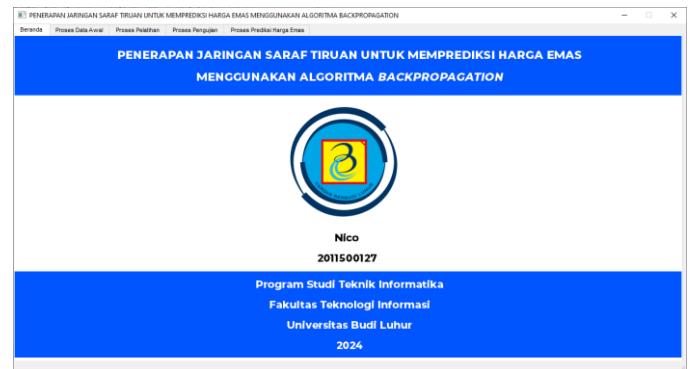 PENERAPAN JARINGAN SARAF TIRUAN UNTUK MEMPREDIKSI HARGA EMAS MENGGUNAKAN ALGORITMA BACKPROPAGATION
Beranda Proses Data Awal Proses Pelatihan Proses Pengujian Proses Prediksi Harga Emas
PENERAPAN JARINGAN SARAF TIRUAN UNTUK MEMPREDIKSI HARGA EMAS
MENGGUNAKAN ALGORITMA BACKPROPAGATION
Nico
2011500127
Program Studi Teknik Informatika
Fakultas Teknologi Informasi
Universitas Budi Luhur
2024